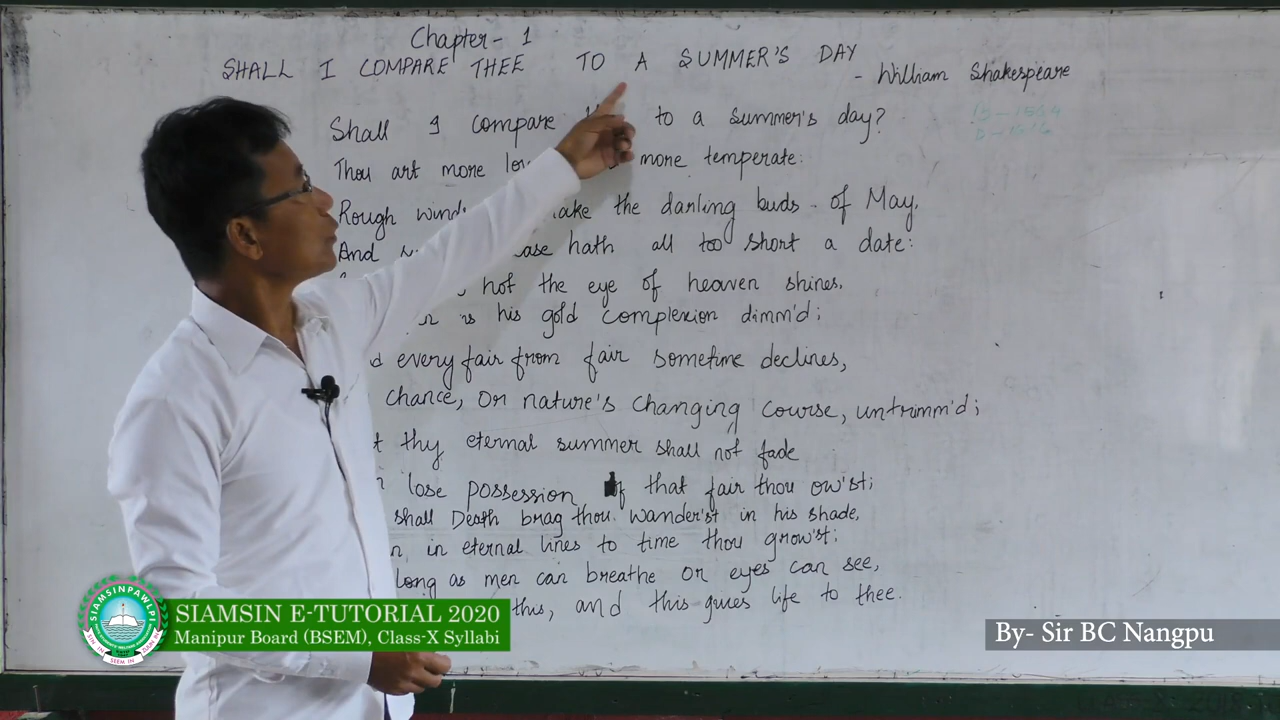 Chapter - 1
SHALL I COMPARE THEE TO A SUMMER'S DAY
- William Shakespeare
B - 1564
D - 1616
Shall I compare to a summer's day?
Thou art more more temperate:
Rough the darling buds of May,
And hath all too short a date:
hot the eye of heaven shines,
is his gold complexion dimm'd;
every fair from fair sometime declines,
chance, or nature's changing course, untrimm'd;
thy eternal summer shall not fade
lose possession of that fair thou ow'st;
shall Death brag thou wander'st in his shade,
in eternal lines to time thou grow'st:
long as men can breathe or eyes can see,
this, and this gives life to thee.
SIAMSINPAWLPI
SIAMSIN E-TUTORIAL 2020
Manipur Board (BSEM), Class-X Syllabi
By- Sir BC Nangpu